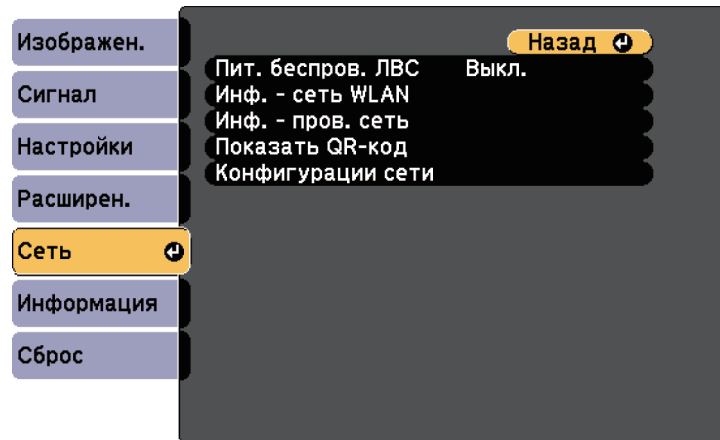 Изображен.
Сигнал
Настройки
Расширен.
Сеть
Информация
Сброс
Назад
Пит. беспров. ЛВС Выкл.
Инф. - сеть WLAN
Инф. - пров. сеть
Показать QR-код
Конфигурации сети